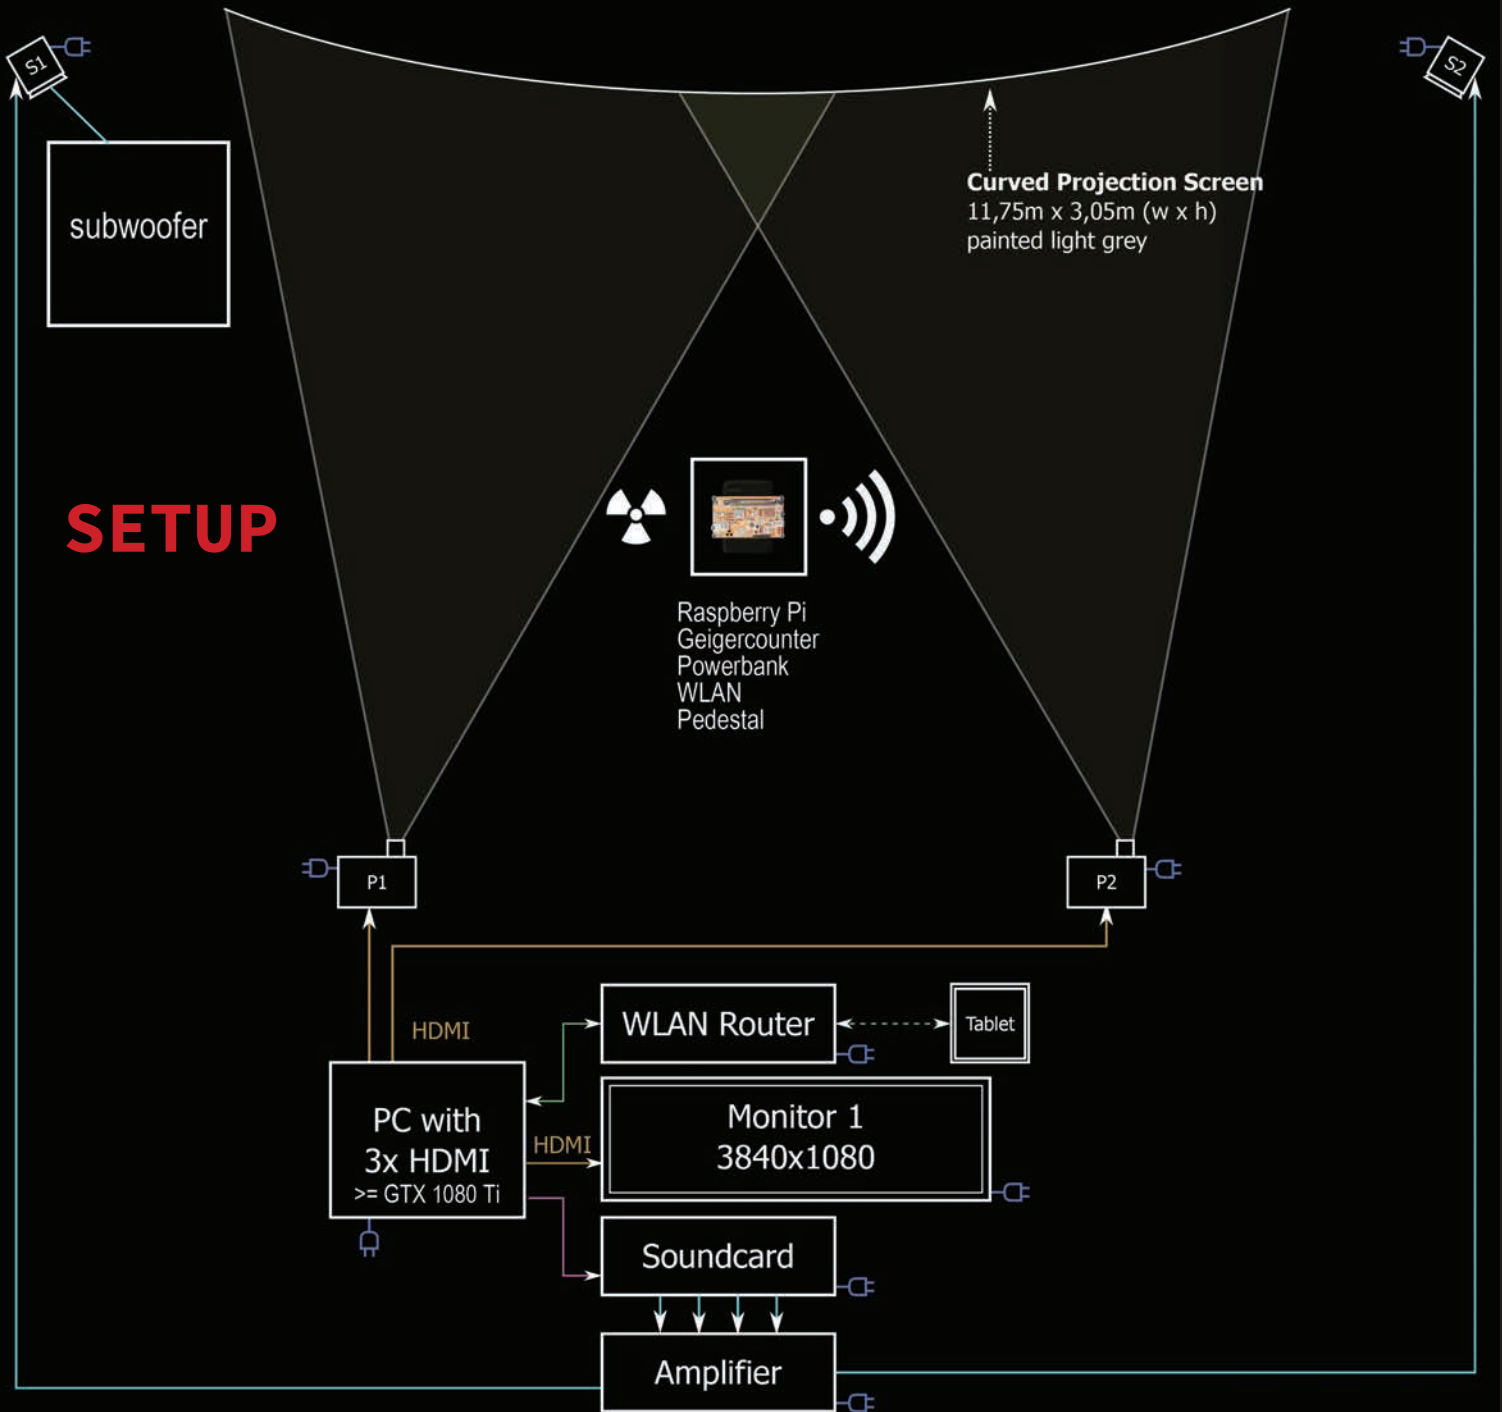 S1
S2
subwoofer
Curved Projection Screen
11,75m x 3,05m (w x h)
painted light grey
SETUP
Raspberry Pi
Geigercounter
Powerbank
WLAN
Pedestal
P1
P2
HDMI
WLAN Router
Tablet
PC with
3x HDMI
>= GTX 1080 Ti
HDMI
Monitor 1
3840x1080
Soundcard
Amplifier